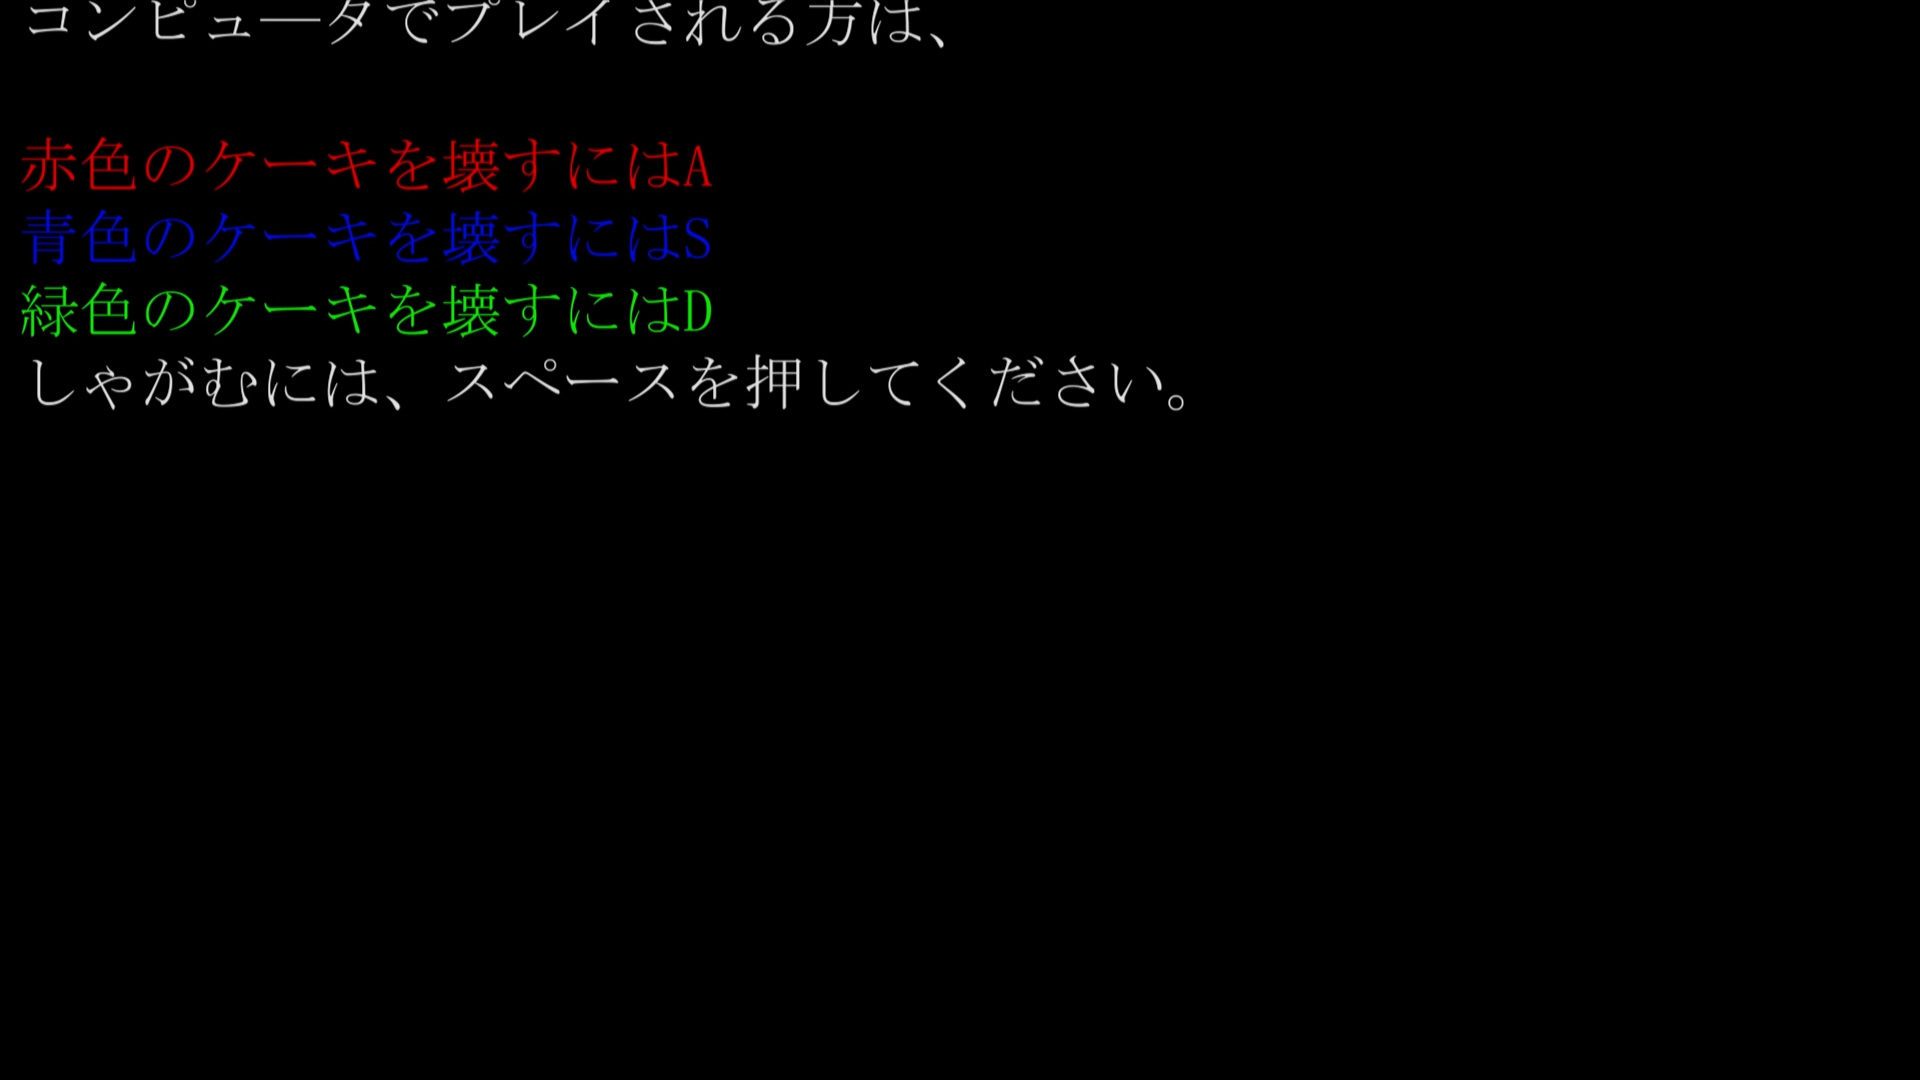 コンピュ―タでプレイされる方は、
赤色のケーキを壊すにはA
青色のケーキを壊すにはS
緑色のケーキを壊すにはD
しゃがむには、スペースを押してください。